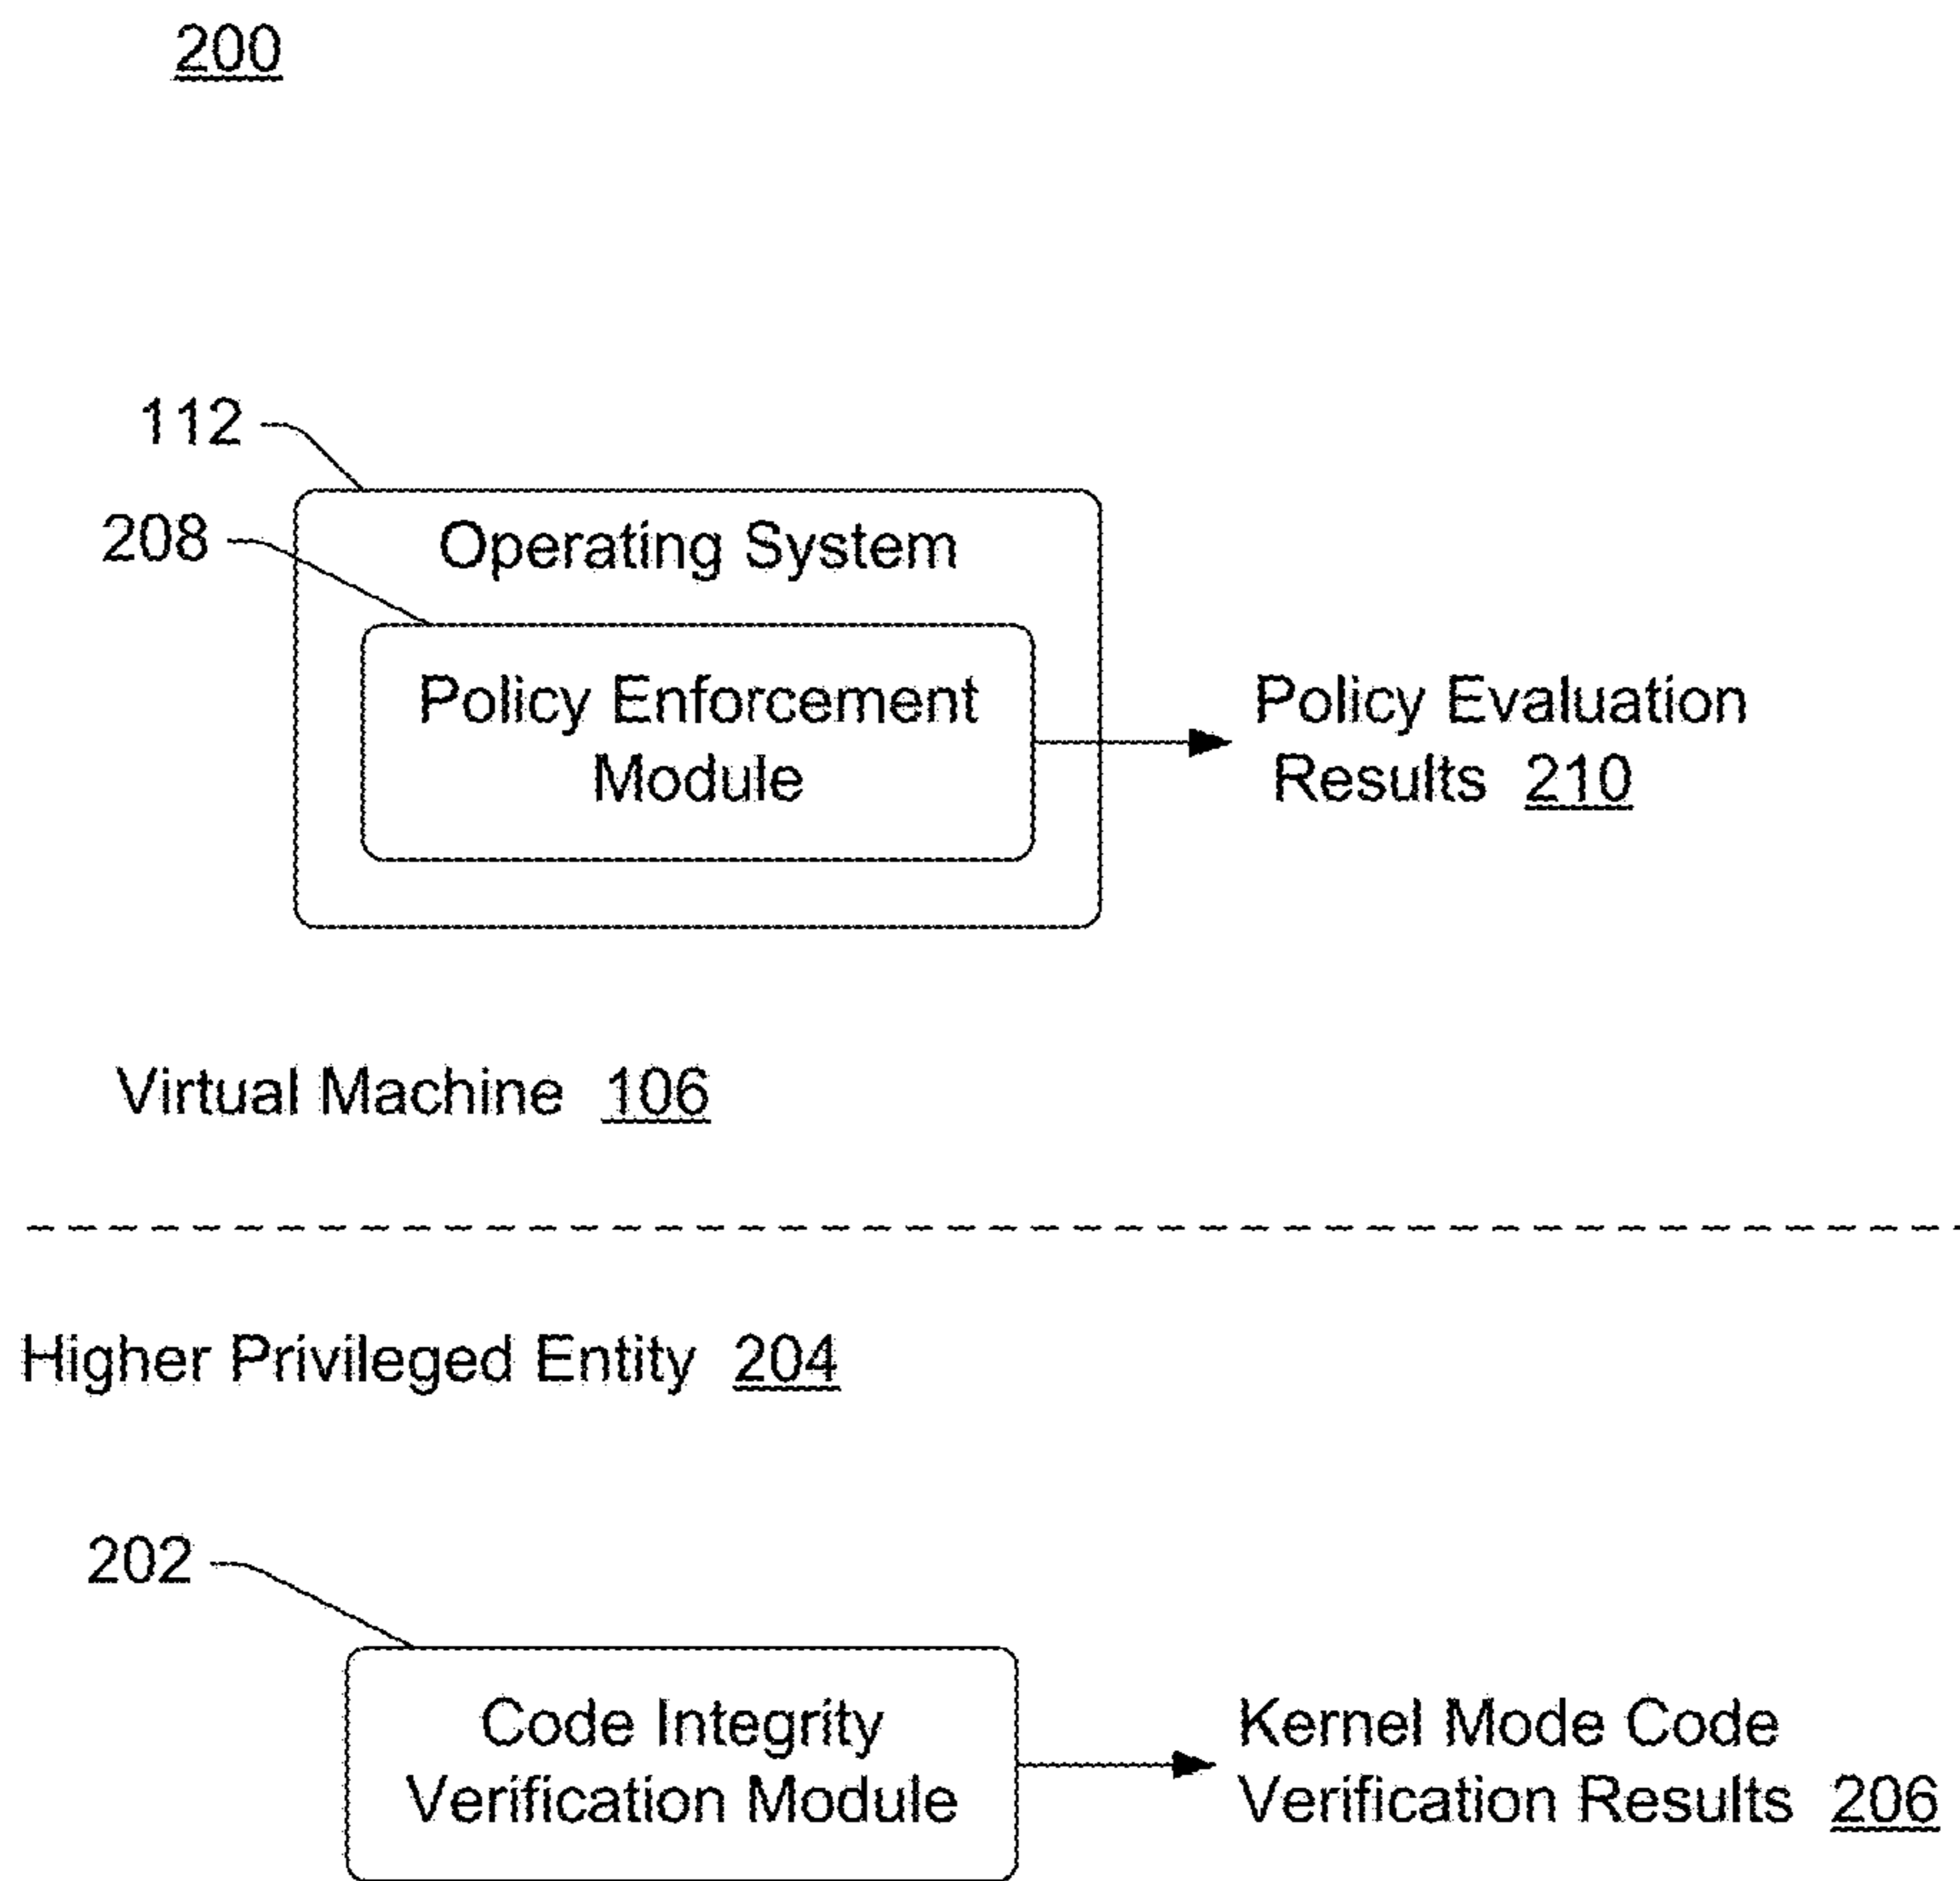 200
112
208
Operating System
Policy Enforcement
Module
Policy Evaluation
Results 210
Virtual Machine 106
Higher Privileged Entity 204
202
Code Integrity
Verification Module
Kernel Mode Code
Verification Results 206